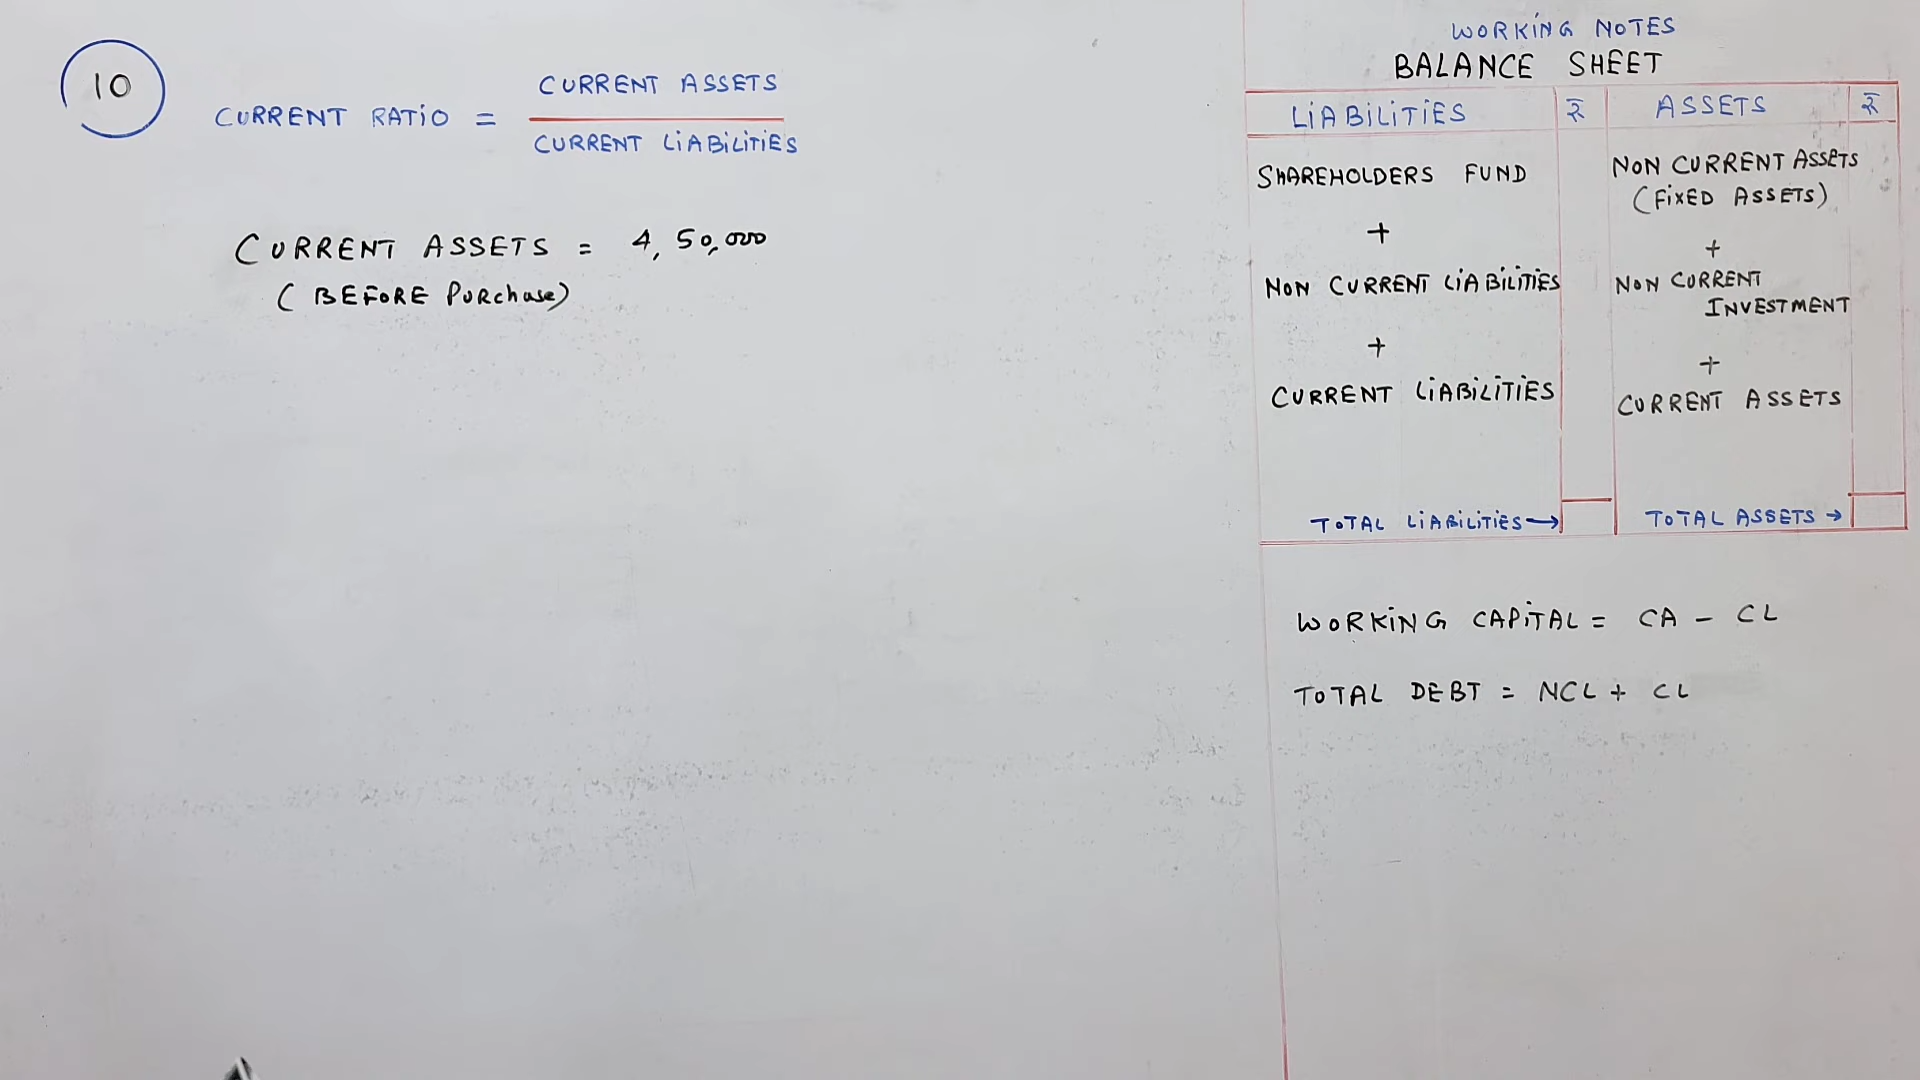 10
CURRENT RATIO = CURRENT ASSETS
CURRENT LIABILITIES
CURRENT ASSETS = 4,50,000
(BEFORE PURchase)
WORKING NOTES
BALANCE SHEET
LIABILITIES ₹ ASSETS ₹
SHAREHOLDERS FUND
+
NON CURRENT LIABILITIES
+
CURRENT LIABILITIES
TOTAL LIABILITIES →
NON CURRENT ASSETS
(FIXED ASSETS)
+
NON CURRENT
INVESTMENT
+
CURRENT ASSETS
TOTAL ASSETS →
WORKING CAPITAL = CA - CL
TOTAL DEBT = NCL + CL